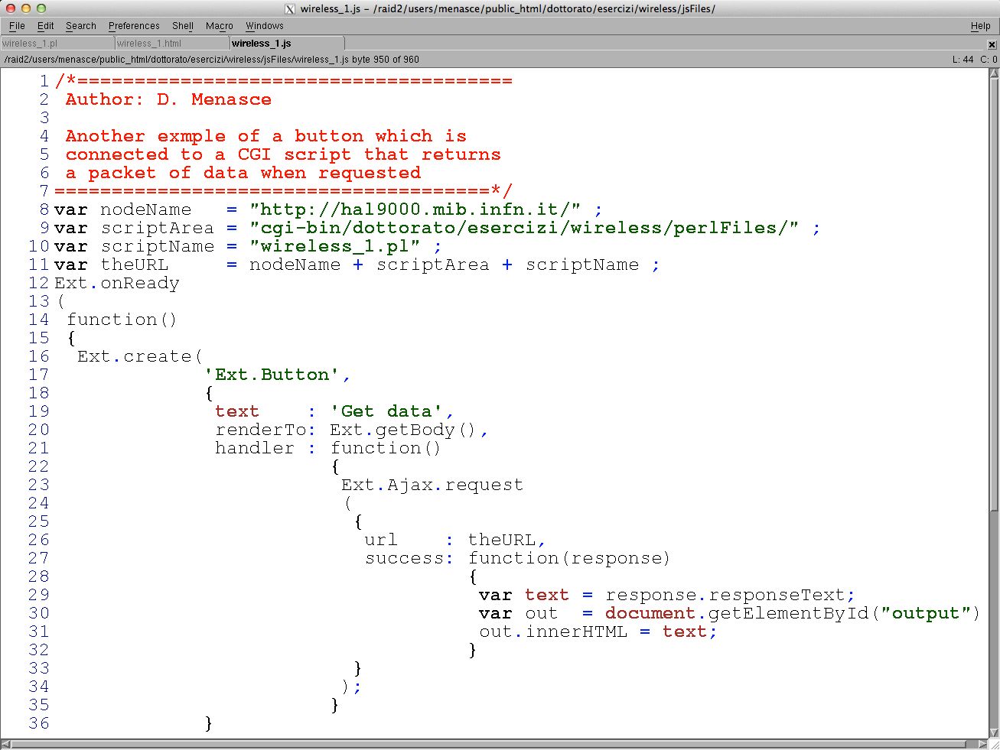 wireless_1.js - /raid2/users/menasce/public_html/dottorato/esercizi/wireless/jsFiles/
File Edit Search Preferences Shell Macro Windows Help
wireless_1.pl wireless_1.html wireless_1.js
/raid2/users/menasce/public_html/dottorato/esercizi/wireless/jsFiles/wireless_1.js byte 950 of 960 L: 44 C: 0
1 /*======================================
2  Author: D. Menasce
3
4  Another exmple of a button which is
5  connected to a CGI script that returns
6  a packet of data when requested
7 ======================================*/
8 var nodeName   = "http://hal9000.mib.infn.it/" ;
9 var scriptArea = "cgi-bin/dottorato/esercizi/wireless/perlFiles/" ;
10 var scriptName = "wireless_1.pl" ;
11 var theURL     = nodeName + scriptArea + scriptName ;
12 Ext.onReady
13 (
14  function()
15  {
16   Ext.create(
17              'Ext.Button',
18              {
19               text    : 'Get data',
20               renderTo: Ext.getBody(),
21               handler : function()
22                         {
23                          Ext.Ajax.request
24                          (
25                           {
26                            url    : theURL,
27                            success: function(response)
28                                     {
29                                      var text = response.responseText;
30                                      var out  = document.getElementById("output")
31                                      out.innerHTML = text;
32                                     }
33                           }
34                          );
35                         }
36              }